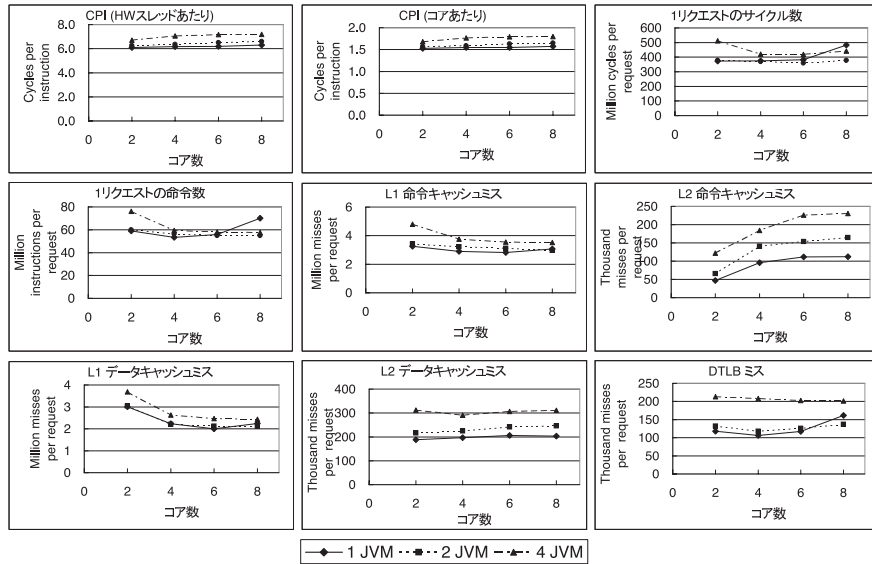 CPI (HWスレッドあたり)
Cycles per
instruction
8.0
6.0
4.0
2.0
0.0
0
2
4
6
8
コア数
CPI (コアあたり)
Cycles per
instruction
2.0
1.5
1.0
0.5
0.0
0
2
4
6
8
コア数
1リクエストのサイクル数
Million cycles per
request
600
500
400
300
200
100
0
0
2
4
6
8
コア数
1リクエストの命令数
Million
instructions per
request
80
60
40
20
0
0
2
4
6
8
コア数
L1 命令キャッシュミス
Million misses
per request
6
4
2
0
0
2
4
6
8
コア数
L2 命令キャッシュミス
Thousand
misses per
request
250
200
150
100
50
0
0
2
4
6
8
コア数
L1 データキャッシュミス
Million misses
per request
4
3
2
1
0
0
2
4
6
8
コア数
L2 データキャッシュミス
Thousand misses
per request
400
300
200
100
0
0
2
4
6
8
コア数
DTLB ミス
Thousand misses
per request
250
200
150
100
50
0
0
2
4
6
8
コア数
1 JVM
2 JVM
4 JVM